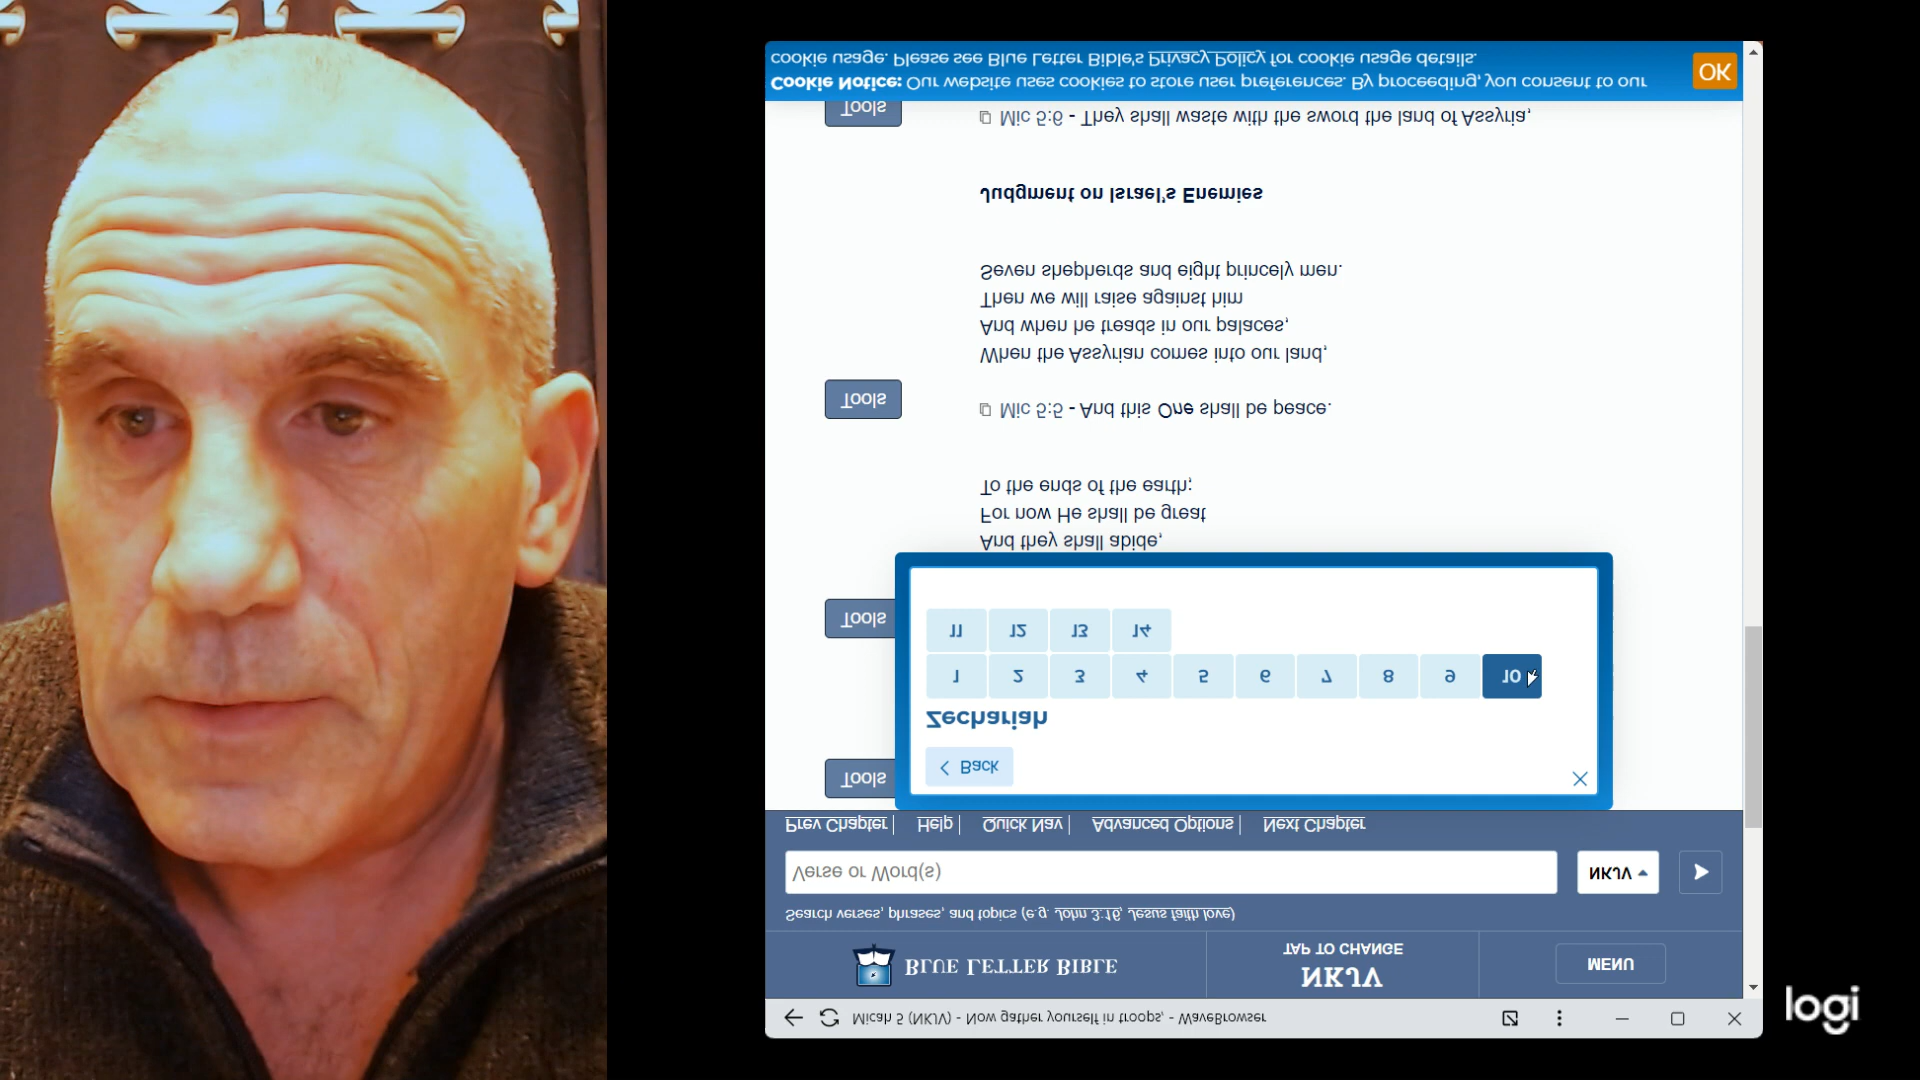 Micah 5 (NKJV) - Now gather yourself in troops, - WaveBrowser
BLUE LETTER BIBLE
NKJV
TAP TO CHANGE
MENU
Search verses, phrases, and topics (e.g. John 3:16, Jesus faith love)
Verse or Word(s)
NKJV
Prev Chapter | Help | Quick Nav | Advanced Options | Next Chapter
Tools
Back
Zechariah
1 2 3 4 5 6 7 8 9 10
11 12 13 14
Tools
And they shall abide,
For now He shall be great
To the ends of the earth;
Tools
Mic 5:5 - And this One shall be peace.
When the Assyrian comes into our land,
And when he treads in our palaces,
Then we will raise against him
Seven shepherds and eight princely men.
Judgment on Israel's Enemies
Tools
Mic 5:6 - They shall waste with the sword the land of Assyria,
Cookie Notice: Our website uses cookies to store user preferences. By proceeding, you consent to our
cookie usage. Please see Blue Letter Bible's Privacy Policy for cookie usage details.
OK
logi